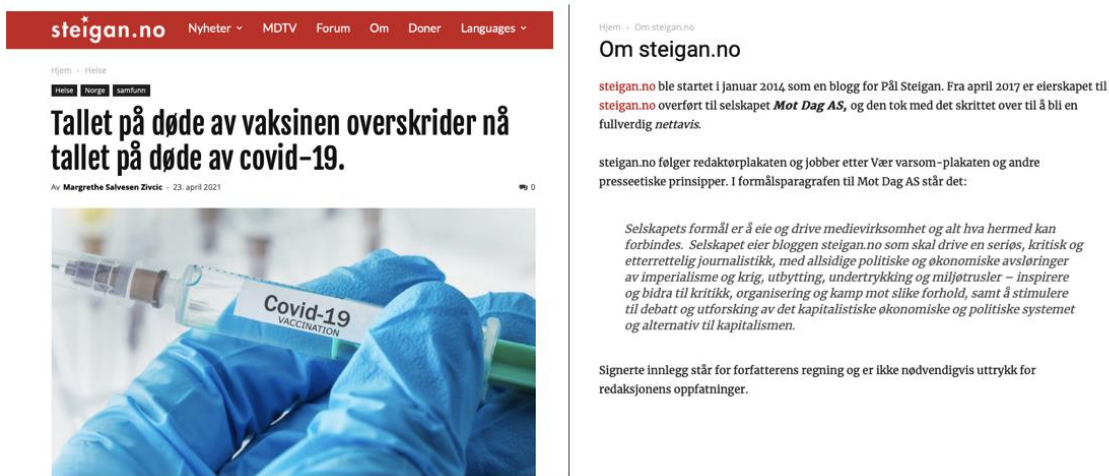 steigan.no Nyheter MDTV Forum Om Doner Languages
Hjem › Helse
Helse Norge samfunn
Tallet på døde av vaksinen overskrider nå
tallet på døde av covid-19.
Av Margrethe Salvesen Zivcic - 23. april 2021 0
Covid-19
VACCINATION
Hjem › Om steigan.no
Om steigan.no
steigan.no ble startet i januar 2014 som en blogg for Pål Steigan. Fra april 2017 er eierskapet til
steigan.no overført til selskapet Mot Dag AS, og den tok med det skrittet over til å bli en
fullverdig nettavis.
steigan.no følger redaktørplakaten og jobber etter Vær varsom-plakaten og andre
presseetiske prinsipper. I formålsparagrafen til Mot Dag AS står det:
Selskapets formål er å eie og drive medievirksomhet og alt hva hermed kan
forbindes. Selskapet eier bloggen steigan.no som skal drive en seriøs, kritisk og
etterrettelig journalistikk, med allsidige politiske og økonomiske avsløringer
av imperialisme og krig, utbytting, undertrykking og miljøtrusler – inspirere
og bidra til kritikk, organisering og kamp mot slike forhold, samt å stimulere
til debatt og utforsking av det kapitalistiske økonomiske og politiske systemet
og alternativ til kapitalismen.
Signerte innlegg står for forfatterens regning og er ikke nødvendigvis uttrykk for
redaksjonens oppfatninger.